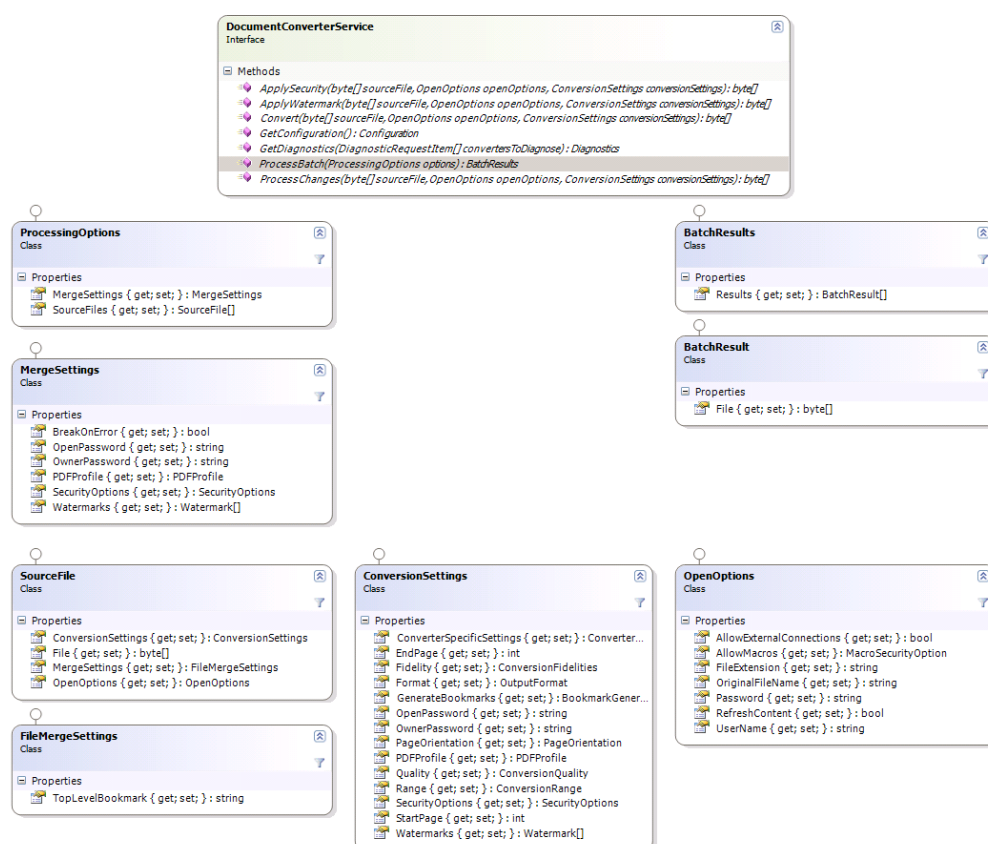 DocumentConverterService
Interface
Methods
ApplySecurity(byte[] sourceFile,OpenOptions openOptions, ConversionSettings conversionSettings): byte[]
ApplyWatermark(byte[] sourceFile,OpenOptions openOptions, ConversionSettings conversionSettings): byte[]
Convert(byte[] sourceFile,OpenOptions openOptions, ConversionSettings conversionSettings): byte[]
GetConfiguration() : Configuration
GetDiagnostics(DiagnosticRequestItem[] convertersToDiagnose) : Diagnostics
ProcessBatch(ProcessingOptions options) : BatchResults
ProcessChanges(byte[] sourceFile,OpenOptions openOptions, ConversionSettings conversionSettings): byte[]
ProcessingOptions
Class
Properties
MergeSettings { get; set; } : MergeSettings
SourceFiles { get; set; } : SourceFile[]
BatchResults
Class
Properties
Results { get; set; } : BatchResult[]
BatchResult
Class
Properties
File { get; set; } : byte[]
MergeSettings
Class
Properties
BreakOnError { get; set; } : bool
OpenPassword { get; set; } : string
OwnerPassword { get; set; } : string
PDFProfile { get; set; } : PDFProfile
SecurityOptions { get; set; } : SecurityOptions
Watermarks { get; set; } : Watermark[]
SourceFile
Class
Properties
ConversionSettings { get; set; } : ConversionSettings
File { get; set; } : byte[]
MergeSettings { get; set; } : FileMergeSettings
OpenOptions { get; set; } : OpenOptions
FileMergeSettings
Class
Properties
TopLevelBookmark { get; set; } : string
ConversionSettings
Class
Properties
ConverterSpecificSettings { get; set; } : Converter...
EndPage { get; set; } : int
Fidelity { get; set; } : ConversionFidelities
Format { get; set; } : OutputFormat
GenerateBookmarks { get; set; } : BookmarkGener...
OpenPassword { get; set; } : string
OwnerPassword { get; set; } : string
PageOrientation { get; set; } : PageOrientation
PDFProfile { get; set; } : PDFProfile
Quality { get; set; } : ConversionQuality
Range { get; set; } : ConversionRange
SecurityOptions { get; set; } : SecurityOptions
StartPage { get; set; } : int
Watermarks { get; set; } : Watermark[]
OpenOptions
Class
Properties
AllowExternalConnections { get; set; } : bool
AllowMacros { get; set; } : MacroSecurityOption
FileExtension { get; set; } : string
OriginalFileName { get; set; } : string
Password { get; set; } : string
RefreshContent { get; set; } : bool
UserName { get; set; } : string